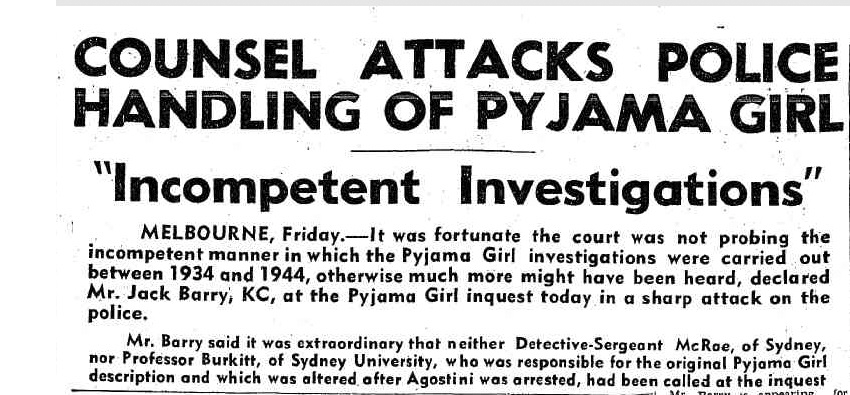 COUNSEL ATTACKS POLICE
HANDLING OF PYJAMA GIRL
"Incompetent Investigations"
MELBOURNE, Friday.—It was fortunate the court was not probing the
incompetent manner in which the Pyjama Girl investigations were carried out
between 1934 and 1944, otherwise much more might have been heard, declared
Mr. Jack Barry, KC, at the Pyjama Girl inquest today in a sharp attack on the
police.
Mr. Barry said it was extraordinary that neither Detective-Sergeant McRae, of Sydney,
nor Professor Burkitt, of Sydney University, who was responsible for the original Pyjama Girl
description and which was altered after Agostini was arrested, had been called at the inquest